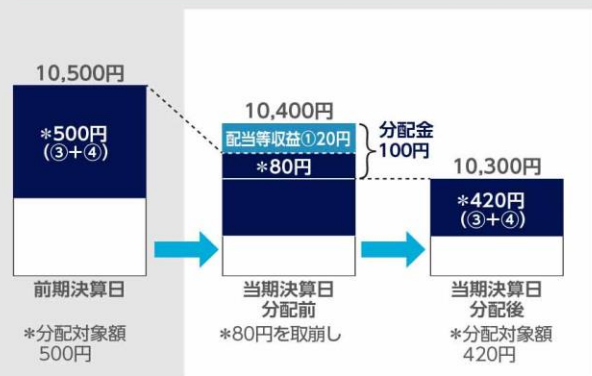 10,500円
*500円
(③+④)
前期決算日
*分配対象額
500円
10,400円
配当等収益①20円
*80円
分配金
100円
当期決算日
分配前
*80円を取崩し
10,300円
*420円
(③+④)
当期決算日
分配後
*分配対象額
420円